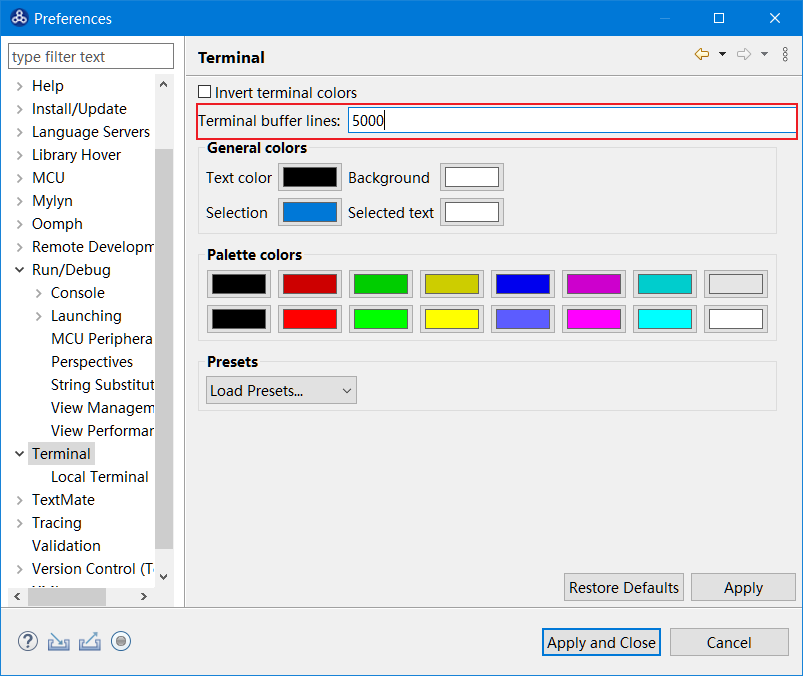 Preferences
type filter text
Help
Install/Update
Language Servers
Library Hover
MCU
Mylyn
Oomph
Remote Developm
Run/Debug
Console
Launching
MCU Periphera
Perspectives
String Substitut
View Managem
View Performar
Terminal
Local Terminal
TextMate
Tracing
Validation
Version Control (T
Terminal
Invert terminal colors
Terminal buffer lines: 5000
General colors
Text color Background
Selection Selected text
Palette colors
Presets
Load Presets...
Restore Defaults Apply
Apply and Close Cancel